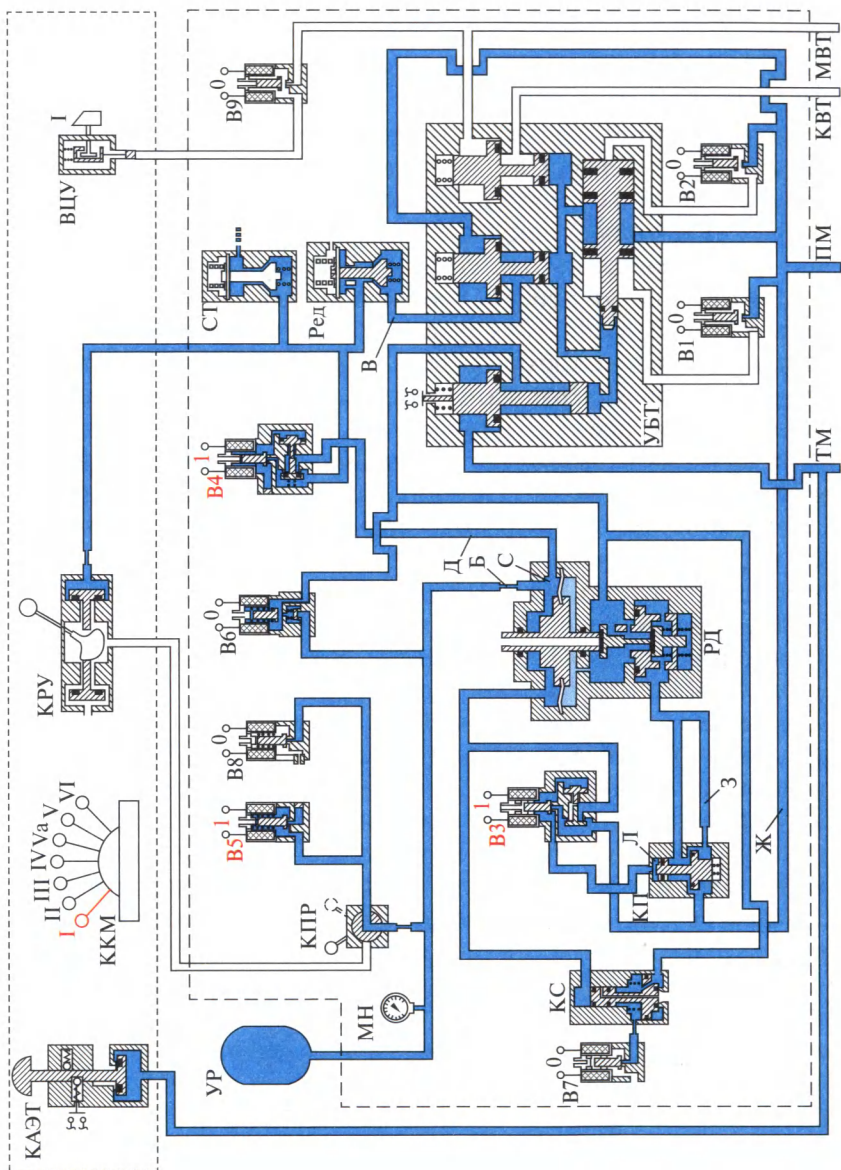 I
ВЦУ
0
В9
МВТ
КВТ
СТ
Ред
В
УБТ
0
В2
0
В1
ПМ
ТМ
КРУ
1
В4
0
В6
Д
Б
С
РД
I
II
III
IV
Vа
V
VI
ККМ
0
В8
1
В5
КПР
1
В3
Л
КП
З
Ж
КАЭТ
МН
УР
КС
0
В7